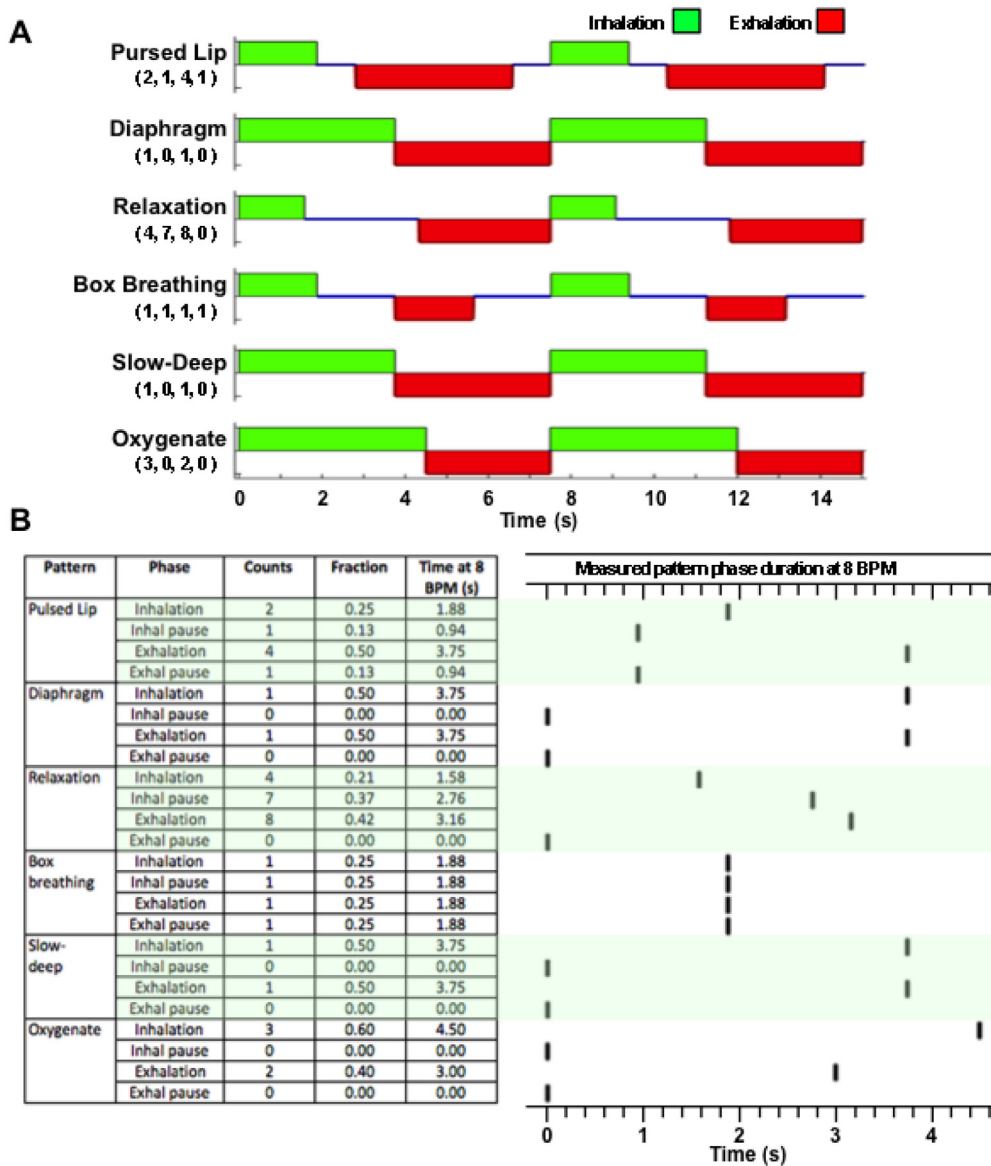 A
Inhalation Exhalation
Pursed Lip
(2, 1, 4, 1)
Diaphragm
(1, 0, 1, 0)
Relaxation
(4, 7, 8, 0)
Box Breathing
(1, 1, 1, 1)
Slow-Deep
(1, 0, 1, 0)
Oxygenate
(3, 0, 2, 0)
0 2 4 6 8 10 12 14
Time (s)
B
Pattern Phase Counts Fraction Time at 8
BPM (s)
Pulsed Lip Inhalation 2 0.25 1.88
Inhal pause 1 0.13 0.94
Exhalation 4 0.50 3.75
Exhal pause 1 0.13 0.94
Diaphragm Inhalation 1 0.50 3.75
Inhal pause 0 0.00 0.00
Exhalation 1 0.50 3.75
Exhal pause 0 0.00 0.00
Relaxation Inhalation 4 0.21 1.58
Inhal pause 7 0.37 2.76
Exhalation 8 0.42 3.16
Exhal pause 0 0.00 0.00
Box Inhalation 1 0.25 1.88
breathing Inhal pause 1 0.25 1.88
Exhalation 1 0.25 1.88
Exhal pause 1 0.25 1.88
Slow- Inhalation 1 0.50 3.75
deep Inhal pause 0 0.00 0.00
Exhalation 1 0.50 3.75
Exhal pause 0 0.00 0.00
Oxygenate Inhalation 3 0.60 4.50
Inhal pause 0 0.00 0.00
Exhalation 2 0.40 3.00
Exhal pause 0 0.00 0.00
Measured pattern phase duration at 8 BPM
0 1 2 3 4
Time (s)